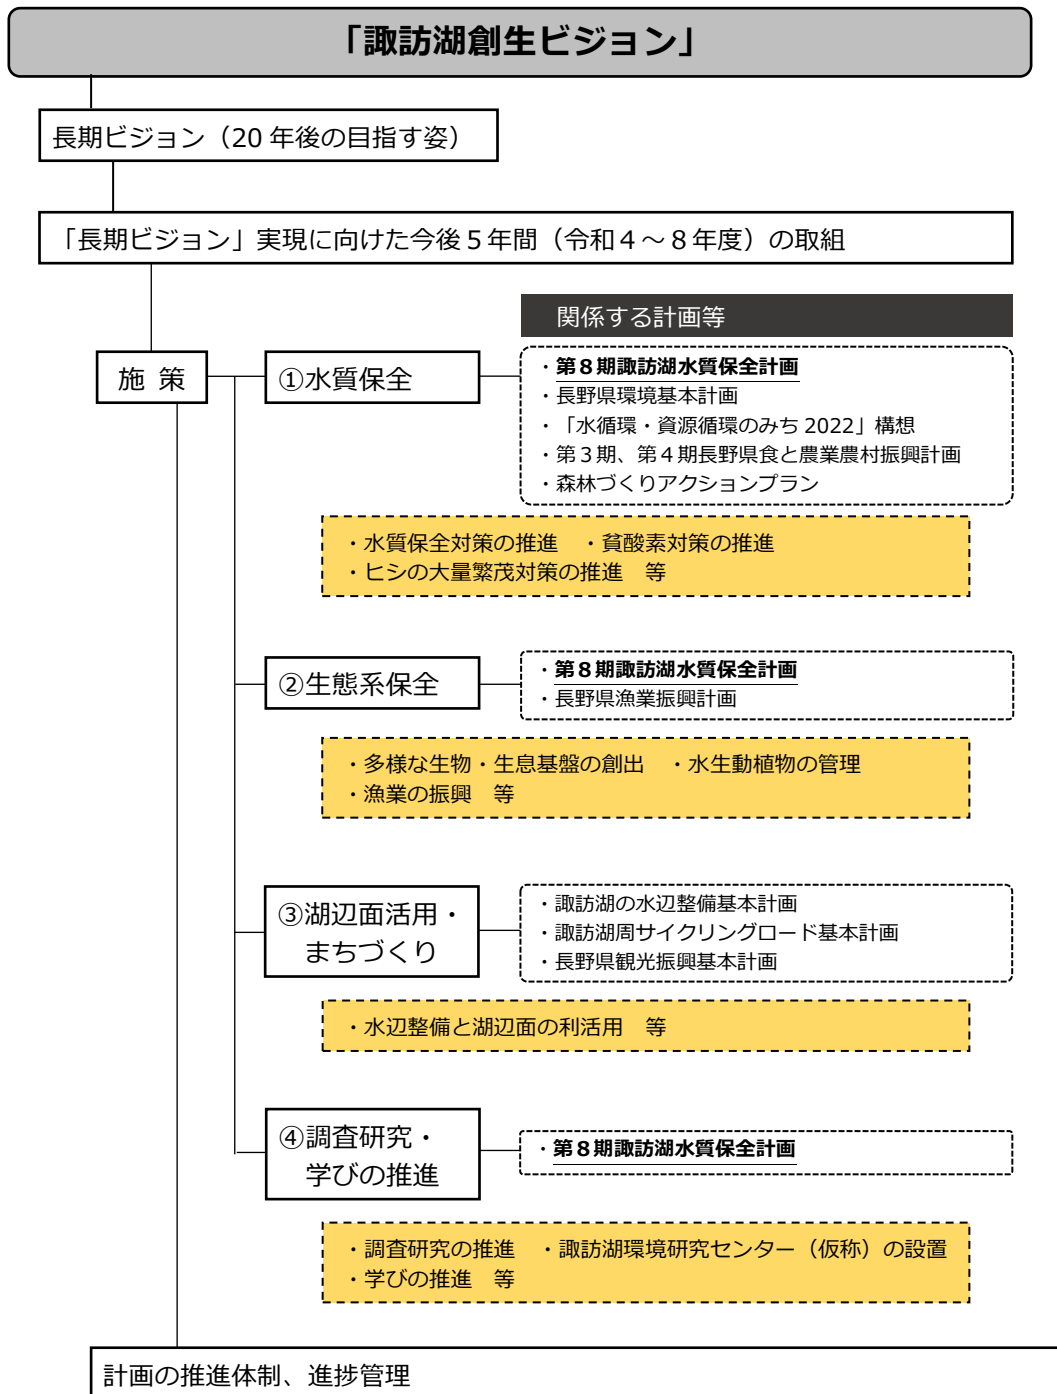 「諏訪湖創生ビジョン」
長期ビジョン（20 年後の目指す姿）
「長期ビジョン」実現に向けた今後５年間（令和４～８年度）の取組
関係する計画等
施 策
①水質保全
・第８期諏訪湖水質保全計画
・長野県環境基本計画
・「水循環・資源循環のみち 2022」構想
・第３期、第４期長野県食と農業農村振興計画
・森林づくりアクションプラン
・水質保全対策の推進　・貧酸素対策の推進
・ヒシの大量繁茂対策の推進　等
②生態系保全
・第８期諏訪湖水質保全計画
・長野県漁業振興計画
・多様な生物・生息基盤の創出　・水生動植物の管理
・漁業の振興　等
③湖辺面活用・
まちづくり
・諏訪湖の水辺整備基本計画
・諏訪湖周サイクリングロード基本計画
・長野県観光振興基本計画
・水辺整備と湖辺面の利活用　等
④調査研究・
学びの推進
・第８期諏訪湖水質保全計画
・調査研究の推進　・諏訪湖環境研究センター（仮称）の設置
・学びの推進　等
計画の推進体制、進捗管理